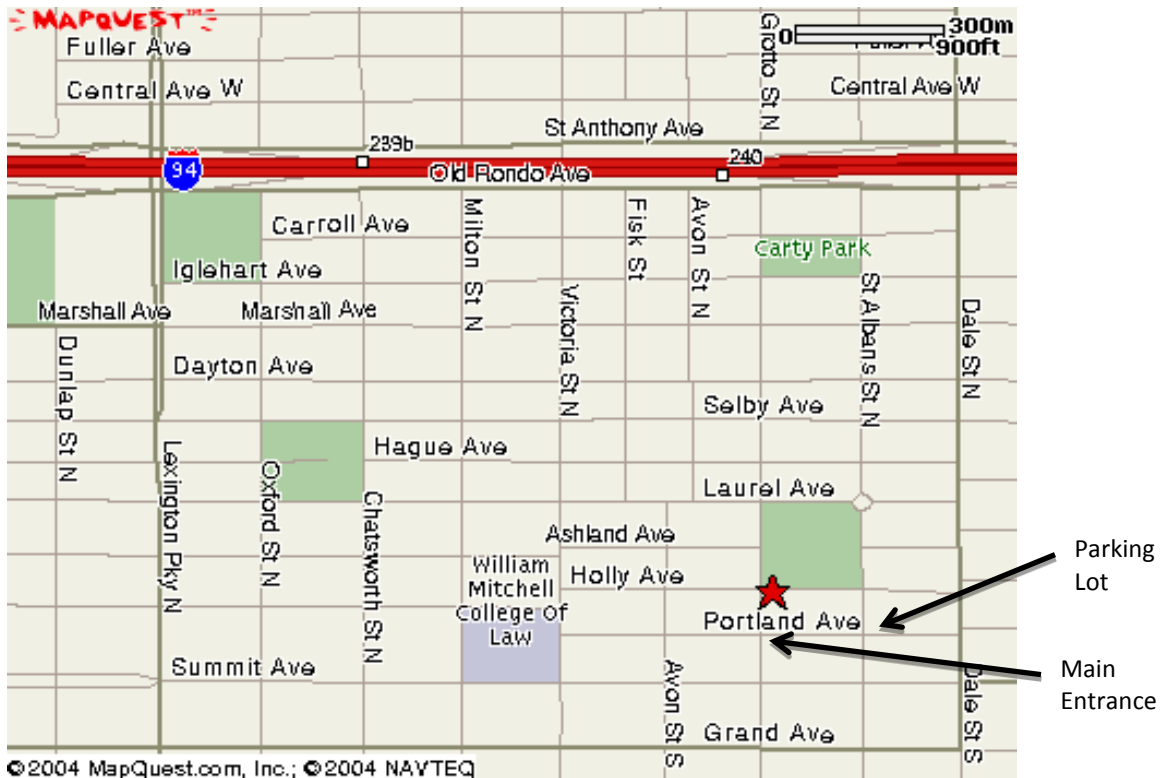 MAPQUEST™
Fuller Ave
Central Ave W
Grotto St N
0
300m
900ft
Fuller Ave
Central Ave W
St Anthony Ave
239b
240
94
Old Rondo Ave
Carroll Ave
Milton St N
Fisk St
Avon St N
Carty Park
Iglehart Ave
St Albans St N
Victoria St N
Marshall Ave
Marshall Ave
Dale St N
Dunlap St N
Dayton Ave
Selby Ave
Hague Ave
Lexington Pky N
Oxford St N
Chatsworth St N
Laurel Ave
Ashland Ave
William
Mitchell
College Of
Law
Holly Ave
Portland Ave
Parking
Lot
Main
Entrance
Summit Ave
Avon St S
Grand Ave
Dale St S
©2004 MapQuest.com, Inc.; ©2004 NAVTEQ